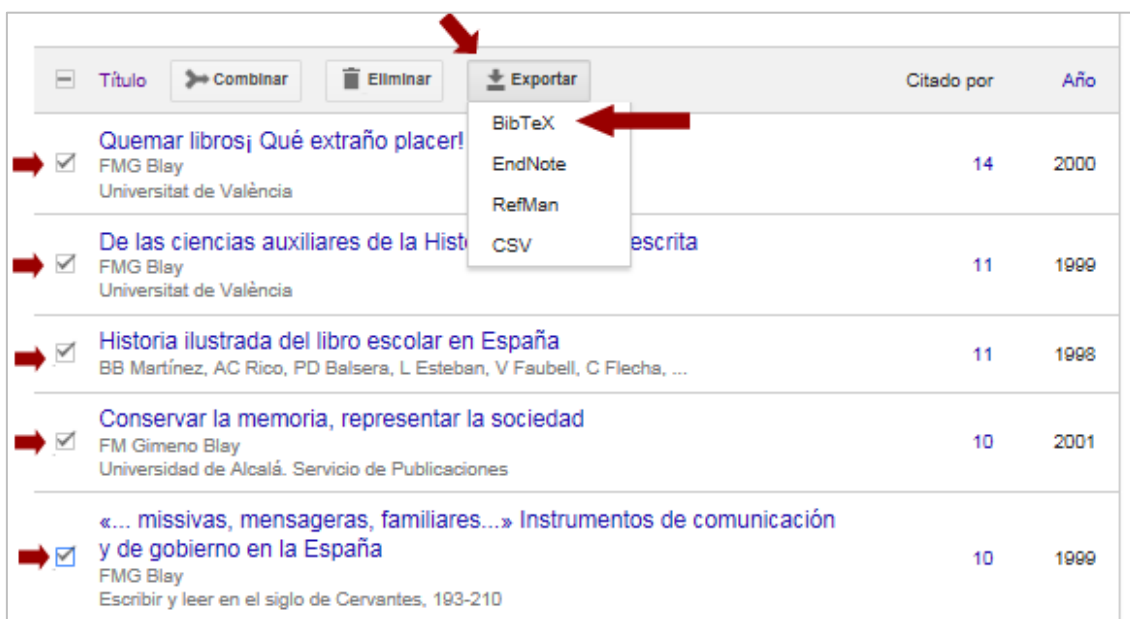 Título Combinar Eliminar Exportar Citado por Año
BibTeX
EndNote
RefMan
CSV
Quemar libros¡ Qué extraño placer!
FMG Blay 14 2000
Universitat de València
De las ciencias auxiliares de la Hist escrita
FMG Blay 11 1999
Universitat de València
Historia ilustrada del libro escolar en España
BB Martínez, AC Rico, PD Balsera, L Esteban, V Faubell, C Flecha, ... 11 1998
Conservar la memoria, representar la sociedad
FM Gimeno Blay 10 2001
Universidad de Alcalá. Servicio de Publicaciones
«... missivas, mensageras, familiares...» Instrumentos de comunicación
y de gobierno en la España 10 1999
FMG Blay
Escribir y leer en el siglo de Cervantes, 193-210